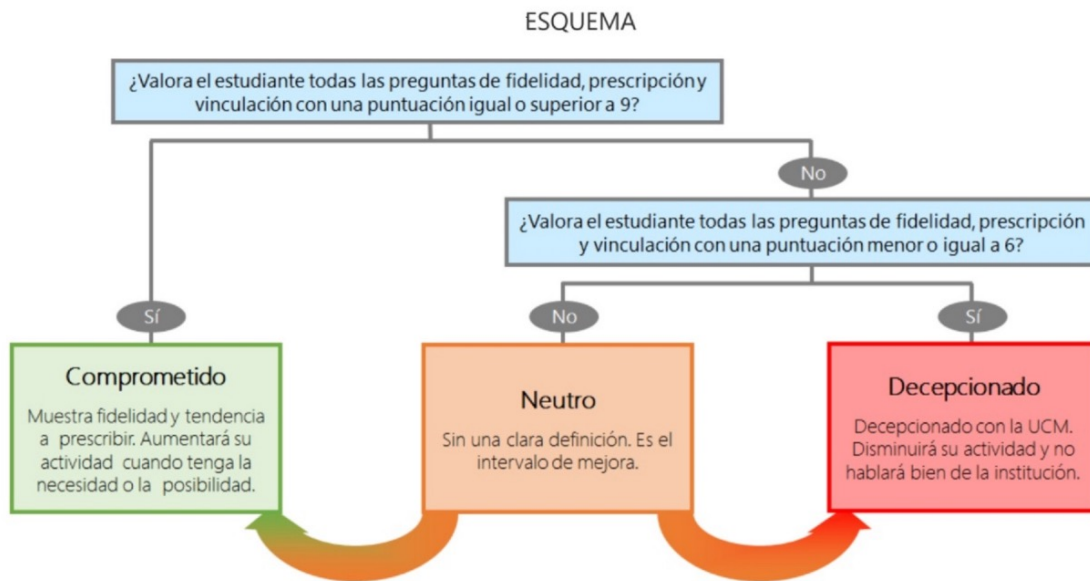 ESQUEMA
¿Valora el estudiante todas las preguntas de fidelidad, prescripción y
vinculación con una puntuación igual o superior a 9?
No
¿Valora el estudiante todas las preguntas de fidelidad, prescripción
y vinculación con una puntuación menor o igual a 6?
Sí
No
Sí
Comprometido
Muestra fidelidad y tendencia
a prescribir. Aumentará su
actividad cuando tenga la
necesidad o la posibilidad.
Neutro
Sin una clara definición. Es el
intervalo de mejora.
Decepcionado
Decepcionado con la UCM.
Disminuirá su actividad y no
hablará bien de la institución.